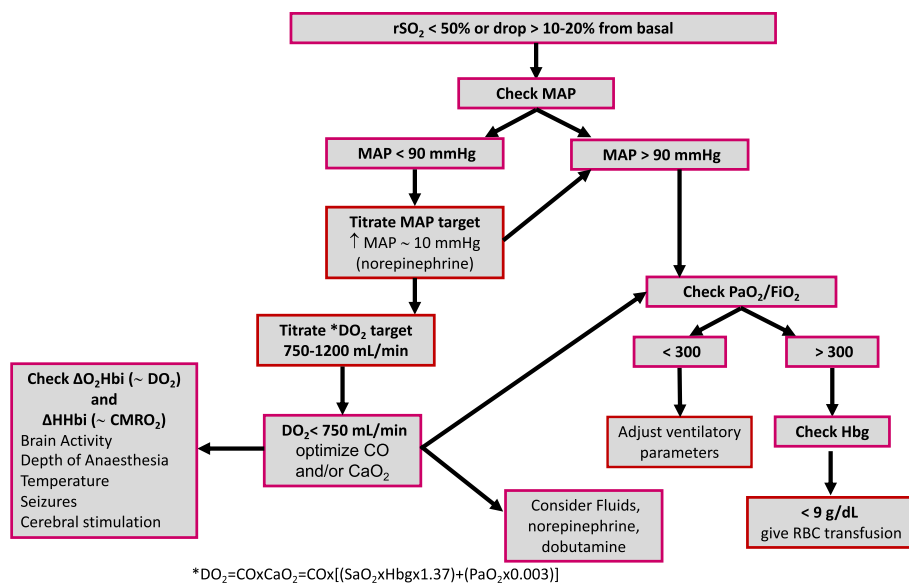 rSO₂ < 50% or drop > 10-20% from basal
Check MAP
MAP < 90 mmHg
MAP > 90 mmHg
Titrate MAP target
↑ MAP ~ 10 mmHg
(norepinephrine)
Check PaO₂/FiO₂
Titrate *DO₂ target
750-1200 mL/min
< 300
> 300
Check ΔO₂Hbi (~ DO₂)
and
ΔHHbi (~ CMRO₂)
Brain Activity
Depth of Anaesthesia
Temperature
Seizures
Cerebral stimulation
DO₂< 750 mL/min
optimize CO
and/or CaO₂
Adjust ventilatory
parameters
Check Hbg
Consider Fluids,
norepinephrine,
dobutamine
< 9 g/dL
give RBC transfusion
*DO₂=COxCaO₂=COx[(SaO₂xHbgx1.37)+(PaO₂x0.003)]